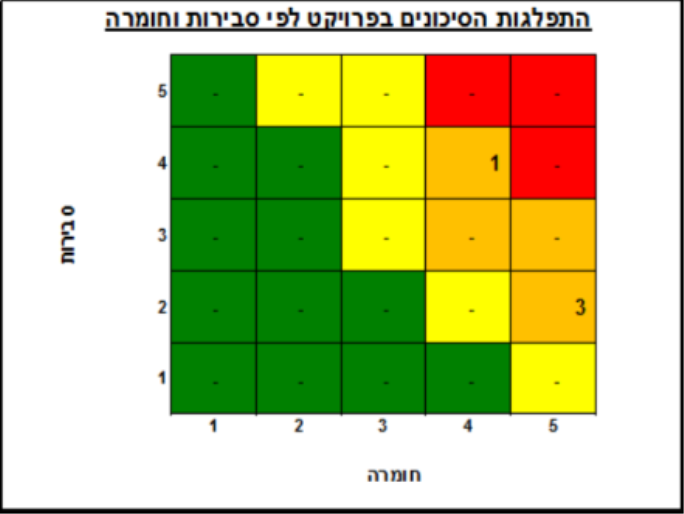 התפלגות הסיכונים בפרויקט לפי סבירות וחומרה
סבירות
5 - - - - -
4 - - - 1 -
3 - - - - -
2 - - - - 3
1 - - - - -
1 2 3 4 5
חומרה